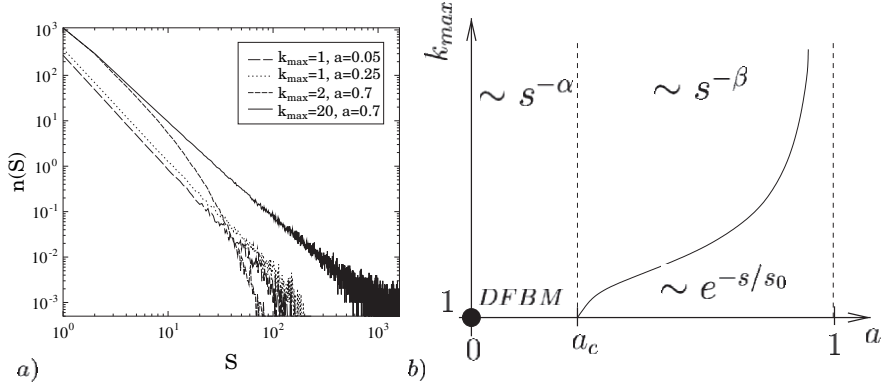 10³
10²
10¹
10⁰
10⁻¹
10⁻²
10⁻³
n(S)
k_max=1, a=0.05
k_max=1, a=0.25
k_max=2, a=0.7
k_max=20, a=0.7
10⁰ 10¹ 10² 10³
S
a)
k_max
∼ s^{-α}
∼ s^{-β}
∼ e^{-s/s₀}
1
DFBM
0 a_c 1 a
b)